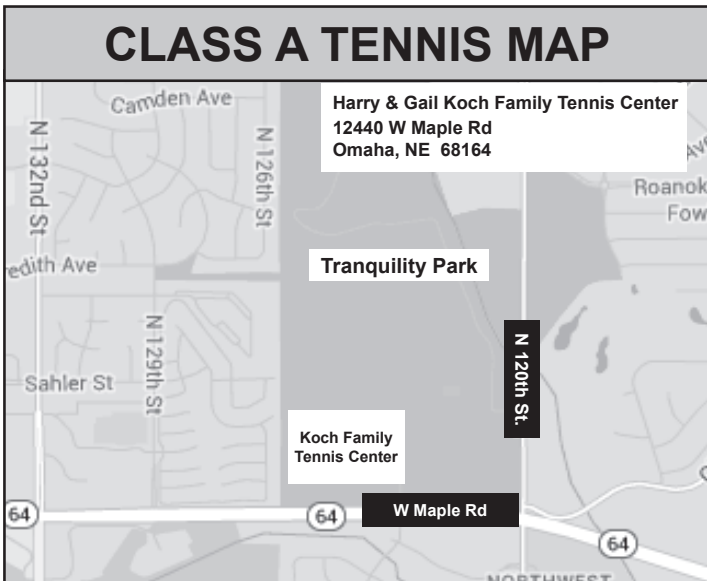 CLASS A TENNIS MAP
Camden Ave
Harry & Gail Koch Family Tennis Center
12440 W Maple Rd
Omaha, NE  68164
N 132nd St
N 126th St
Ave
Roanok
Fow
edith Ave
Tranquility Park
N 129th St
N 120th St.
Sahler St
Koch Family
Tennis Center
64
64
W Maple Rd
64
NORTHWEST